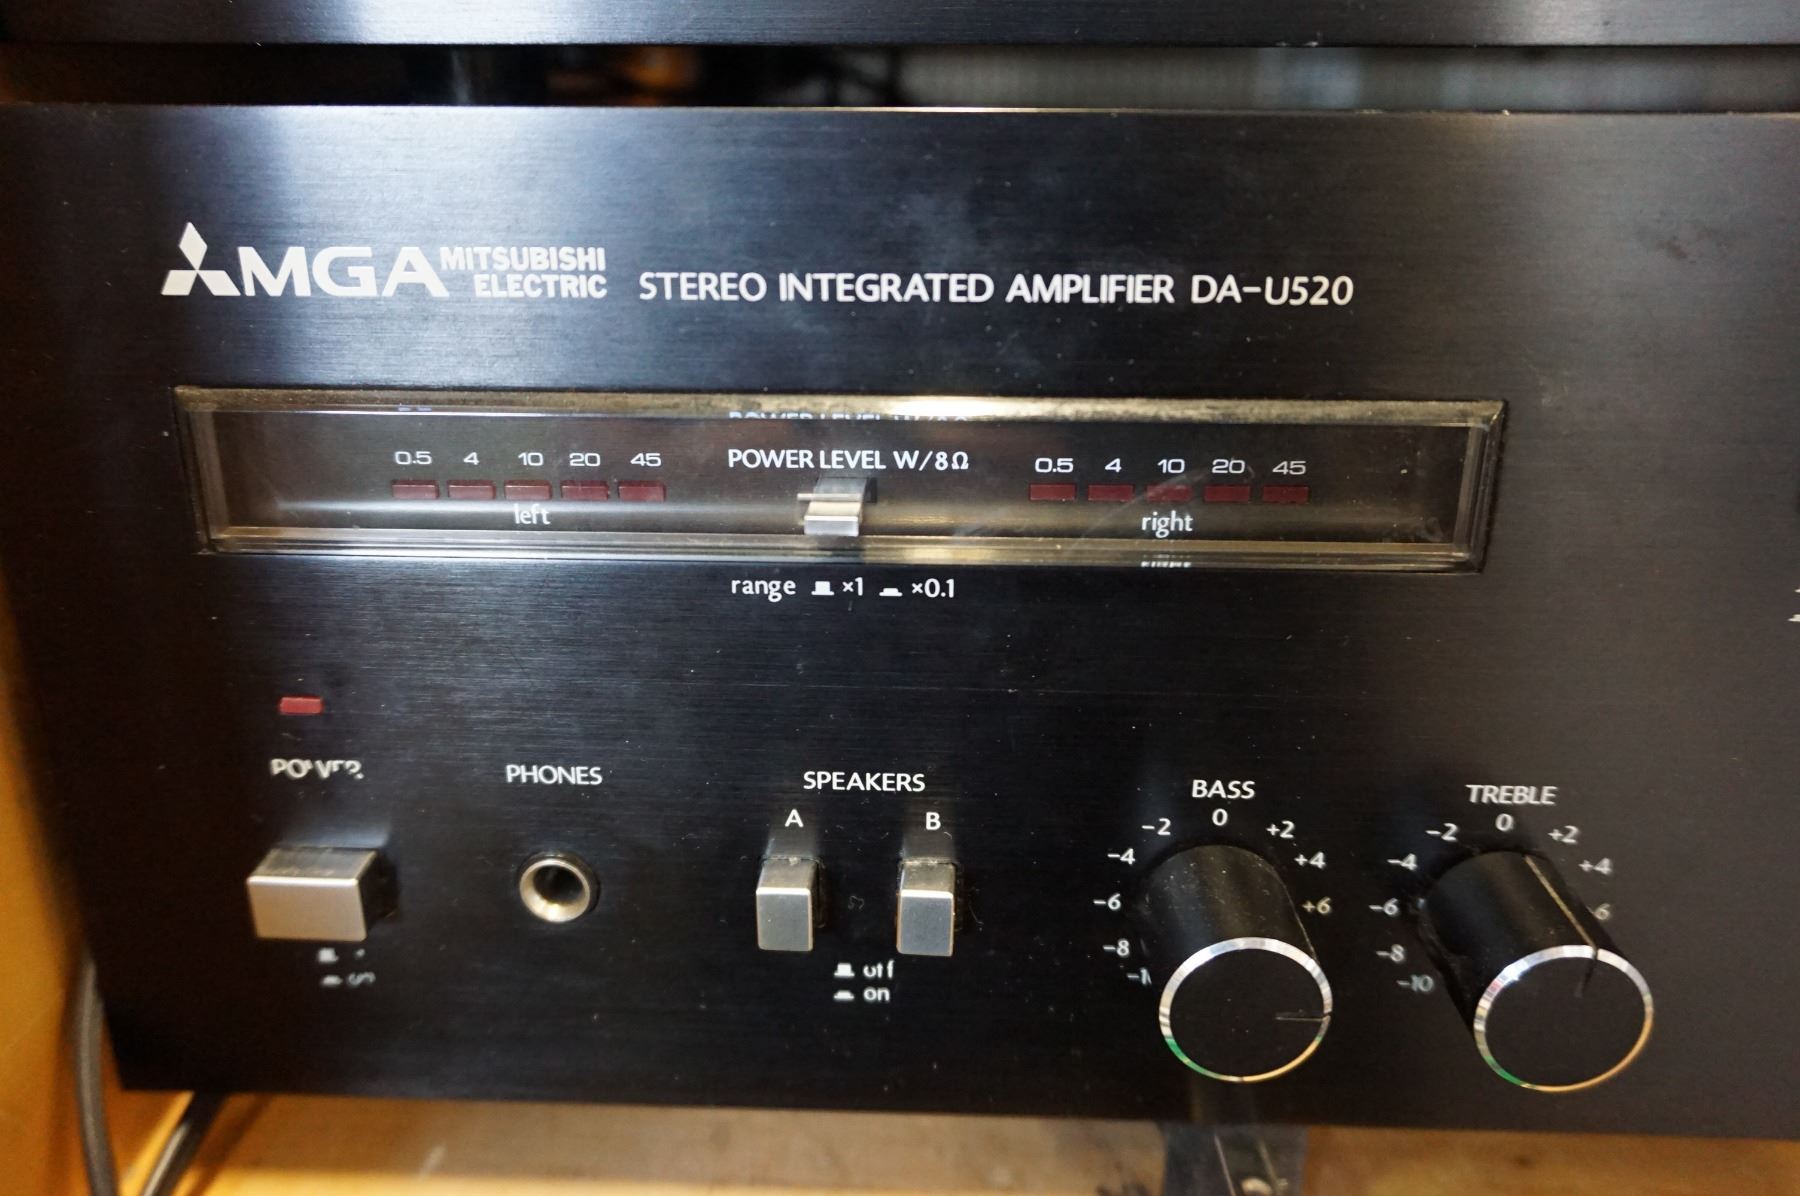 MGA MITSUBISHI ELECTRIC STEREO INTEGRATED AMPLIFIER DA-U520
0.5 4 10 20 45 POWER LEVEL W/8Ω 0.5 4 10 20 45
left right
range ×1 ×0.1
PHONES SPEAKERS BASS TREBLE
A B
-2 0 +2 -2 0 +2
-4 +4 -4 +4
-6 +6 -6 6
-8 -8
-10
off
on